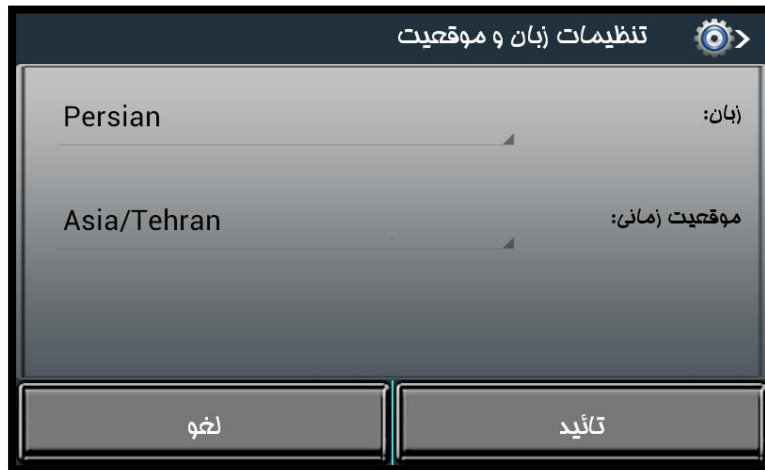 تنظیمات زبان و موقعیت
زبان:
Persian
موقعیت زمانی:
Asia/Tehran
تائید
لغو